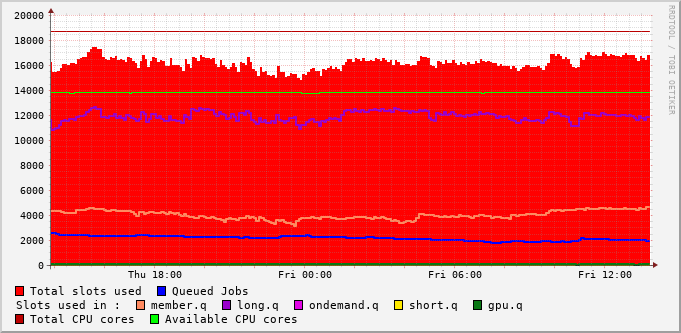 RRDTOOL / TOBI OETIKER
20000
18000
16000
14000
12000
10000
8000
6000
4000
2000
0
Thu 18:00 Fri 00:00 Fri 06:00 Fri 12:00
Total slots used Queued Jobs
Slots used in : member.q long.q ondemand.q short.q gpu.q
Total CPU cores Available CPU cores